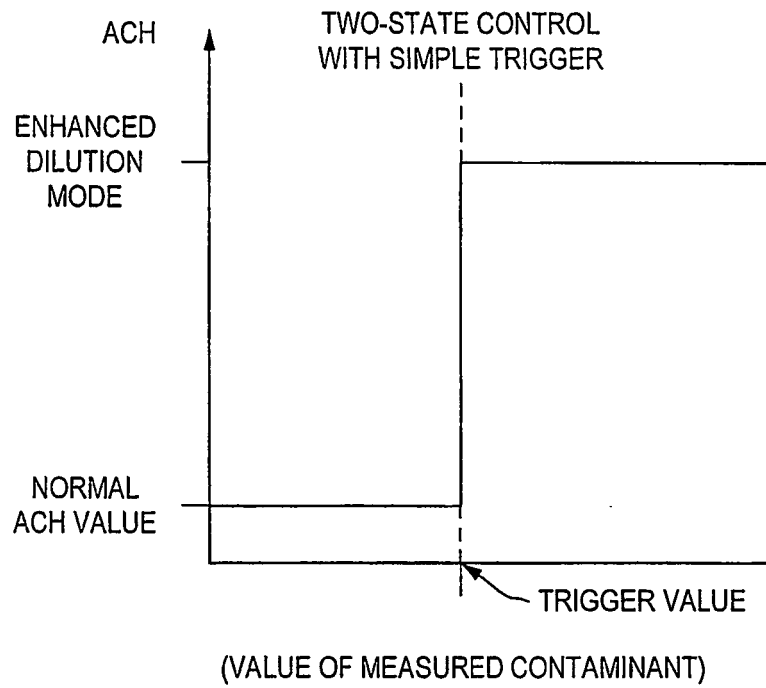 ACH
TWO-STATE CONTROL
WITH SIMPLE TRIGGER
ENHANCED
DILUTION
MODE
NORMAL
ACH VALUE
TRIGGER VALUE
(VALUE OF MEASURED CONTAMINANT)